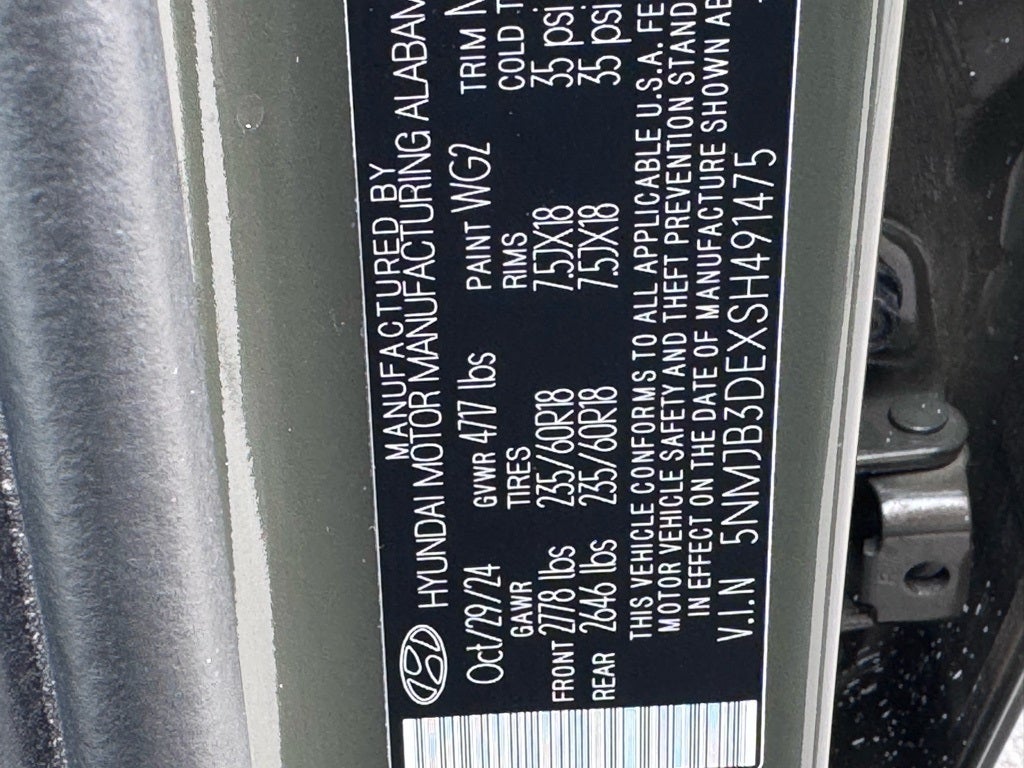 MANUFACTURED BY
HYUNDAI MOTOR MANUFACTURING ALABAM
Oct/29/24 GVWR 4717 lbs PAINT WG2 TRIM
GAWR TIRES RIMS COLD
FRONT 2778 lbs 235/60R18 7.5JX18 35 psi
REAR 2646 lbs 235/60R18 7.5JX18 35 psi
THIS VEHICLE CONFORMS TO ALL APPLICABLE U.S.A. FE
MOTOR VEHICLE SAFETY AND THEFT PREVENTION STAND
IN EFFECT ON THE DATE OF MANUFACTURE SHOWN AB
V.I.N 5NMJB3DEXSH491475